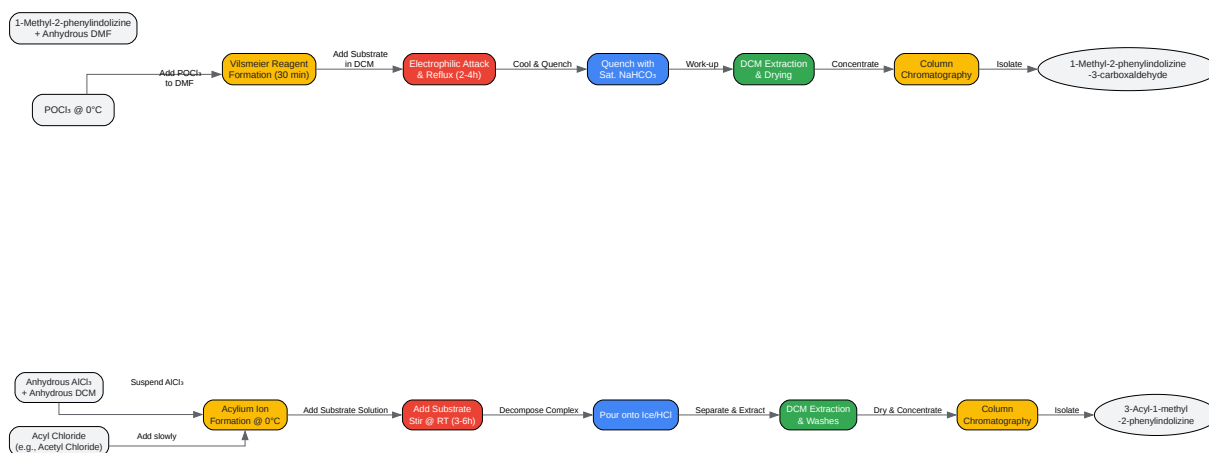 1-Methyl-2-phenylindolizine
+ Anhydrous DMF
POCl₃ @ 0°C
Add POCl₃
to DMF
Vilsmeier Reagent
Formation (30 min)
Add Substrate
in DCM
Electrophilic Attack
& Reflux (2-4h)
Cool & Quench
Quench with
Sat. NaHCO₃
Work-up
DCM Extraction
& Drying
Concentrate
Column
Chromatography
Isolate
1-Methyl-2-phenylindolizine
-3-carboxaldehyde
Anhydrous AlCl₃
+ Anhydrous DCM
Suspend AlCl₃
Acyl Chloride
(e.g., Acetyl Chloride)
Add slowly
Acylium Ion
Formation @ 0°C
Add Substrate Solution
Add Substrate
Stir @ RT (3-6h)
Decompose Complex
Pour onto Ice/HCl
Separate & Extract
DCM Extraction
& Washes
Dry & Concentrate
Column
Chromatography
Isolate
3-Acyl-1-methyl
-2-phenylindolizine